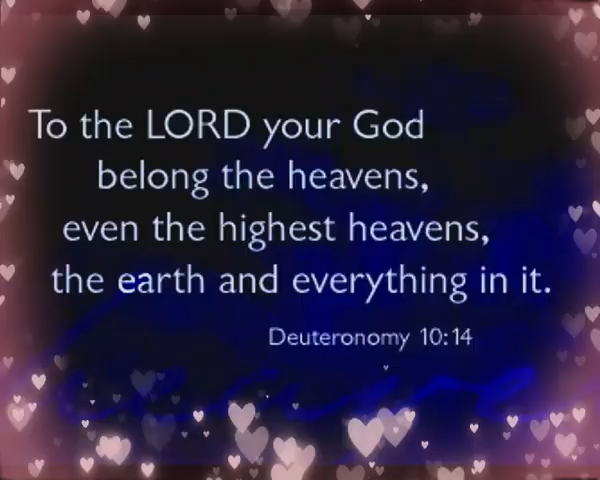 To the LORD your God
belong the heavens,
even the highest heavens,
the earth and everything in it.
Deuteronomy 10:14